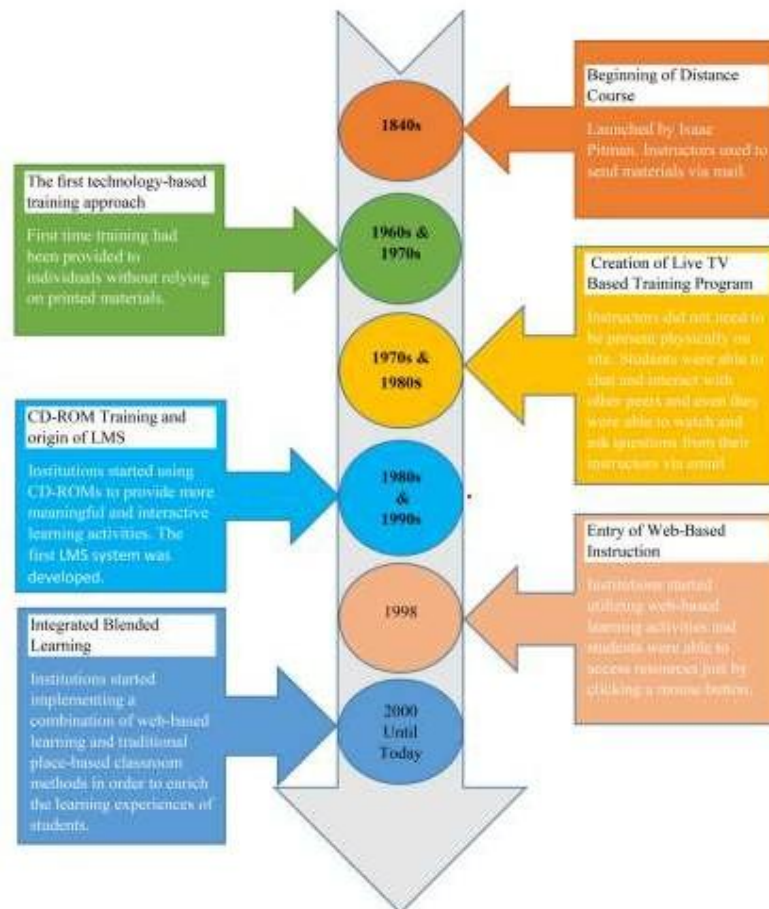 1840s
Beginning of Distance
Course
Launched by Isaac
Pitman. Instructors used to
send materials via mail.
The first technology-based
training approach
First time training had
been provided to
individuals without relying
on printed materials.
1960s &
1970s
Creation of Live TV
Based Training Program
Instructors did not need to
be present physically on
site. Students were able to
chat and interact with
other peers and even they
were able to watch and
ask questions from their
instructors via email.
1970s &
1980s
CD-ROM Training and
origin of LMS
Institutions started using
CD-ROMs to provide more
meaningful and interactive
learning activities. The
first LMS system was
developed.
1980s
&
1990s
Entry of Web-Based
Instruction
Institutions started
utilizing web-based
learning activities and
students were able to
access resources just by
clicking a mouse button.
1998
Integrated Blended
Learning
Institutions started
implementing a
combination of web-based
learning and traditional
place-based classroom
methods in order to enrich
the learning experiences of
students.
2000
Until
Today